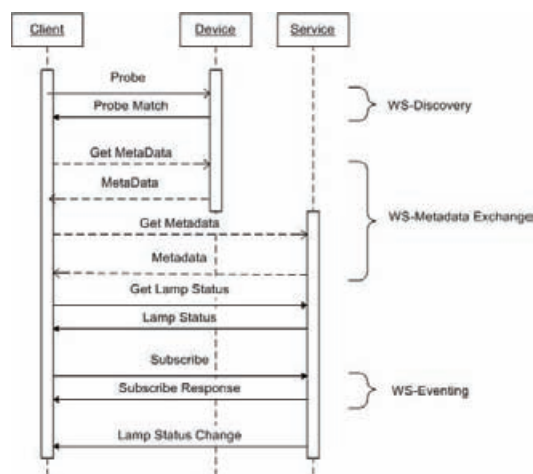 Client
Device
Service
Probe
Probe Match
WS-Discovery
Get MetaData
MetaData
Get Metadata
WS-Metadata Exchange
Metadata
Get Lamp Status
Lamp Status
Subscribe
Subscribe Response
WS-Eventing
Lamp Status Change